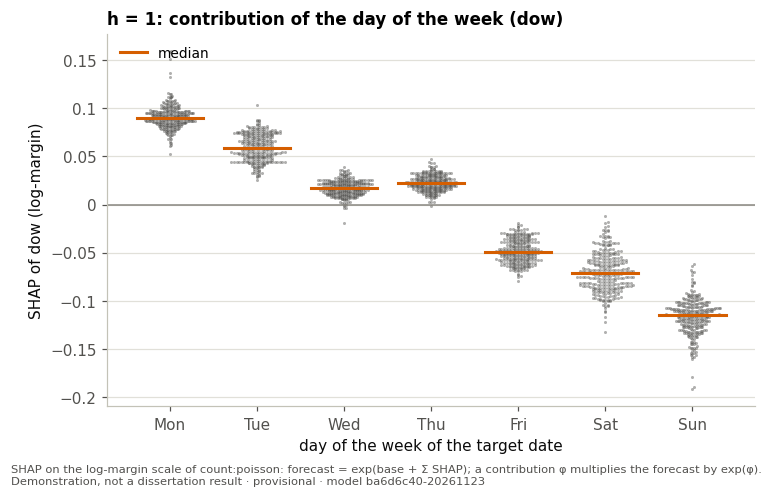 h = 1: contribution of the day of the week (dow)
median
0.15
0.1
0.05
0
−0.05
−0.1
−0.15
−0.2
SHAP of dow (log-margin)
Mon Tue Wed Thu Fri Sat Sun
day of the week of the target date
SHAP on the log-margin scale of count:poisson: forecast = exp(base + Σ SHAP); a contribution φ multiplies the forecast by exp(φ).
Demonstration, not a dissertation result · provisional · model ba6d6c40-20261123